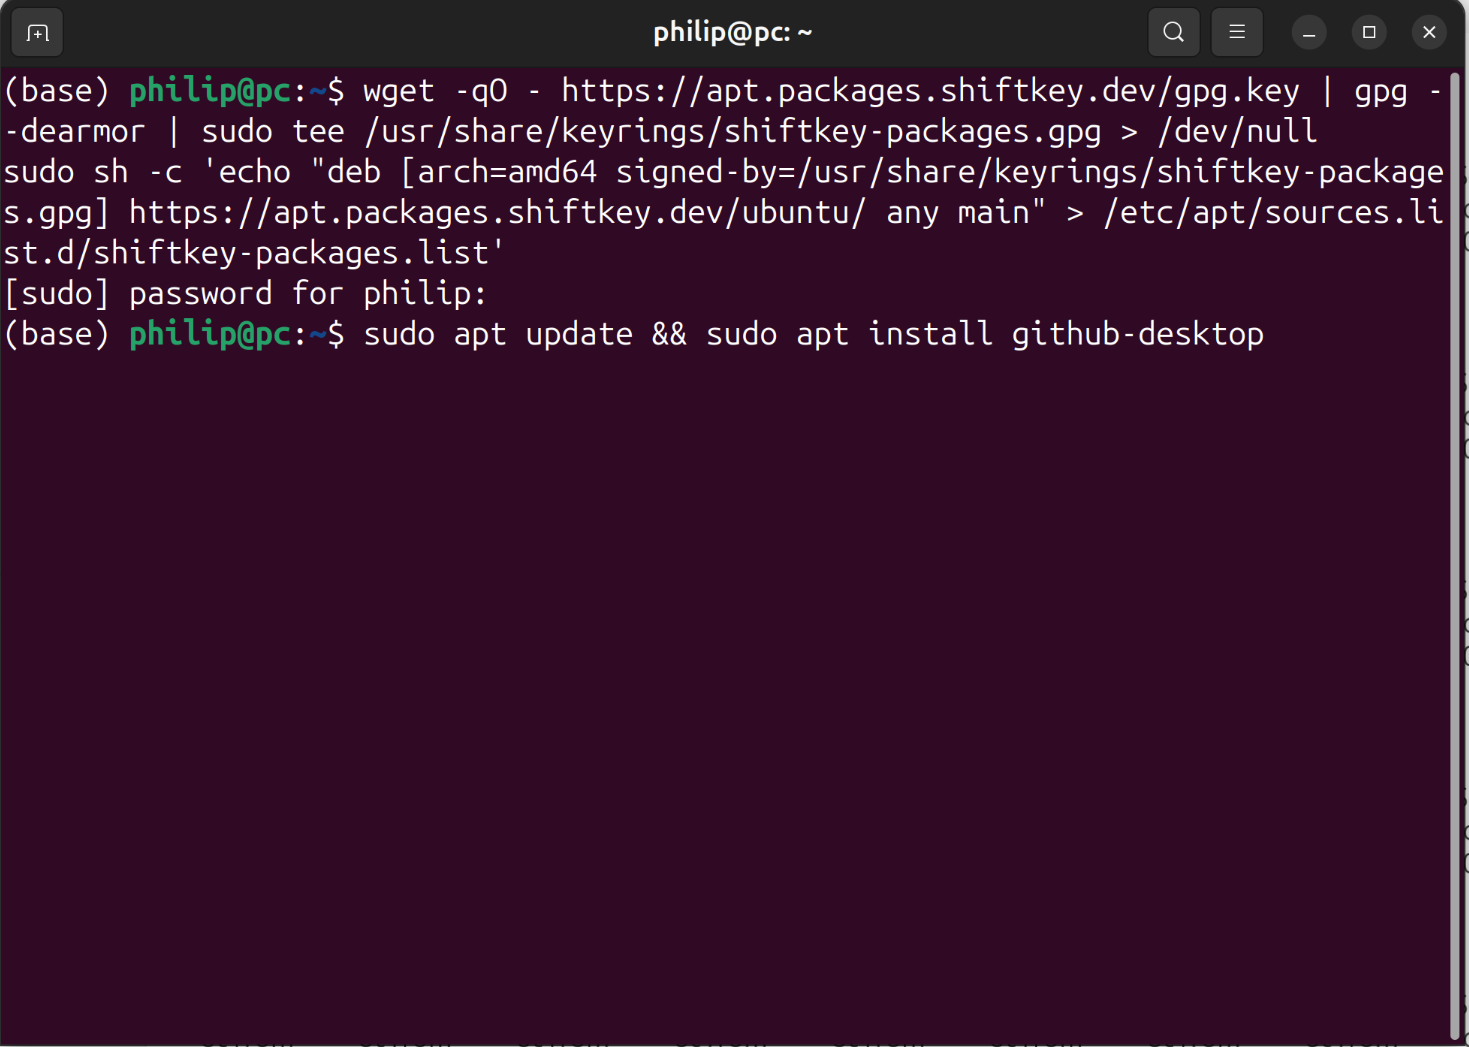 philip@pc: ~
(base) philip@pc:~$ wget -qO - https://apt.packages.shiftkey.dev/gpg.key | gpg -
-dearmor | sudo tee /usr/share/keyrings/shiftkey-packages.gpg > /dev/null
sudo sh -c 'echo "deb [arch=amd64 signed-by=/usr/share/keyrings/shiftkey-package
s.gpg] https://apt.packages.shiftkey.dev/ubuntu/ any main" > /etc/apt/sources.li
st.d/shiftkey-packages.list'
[sudo] password for philip:
(base) philip@pc:~$ sudo apt update && sudo apt install github-desktop